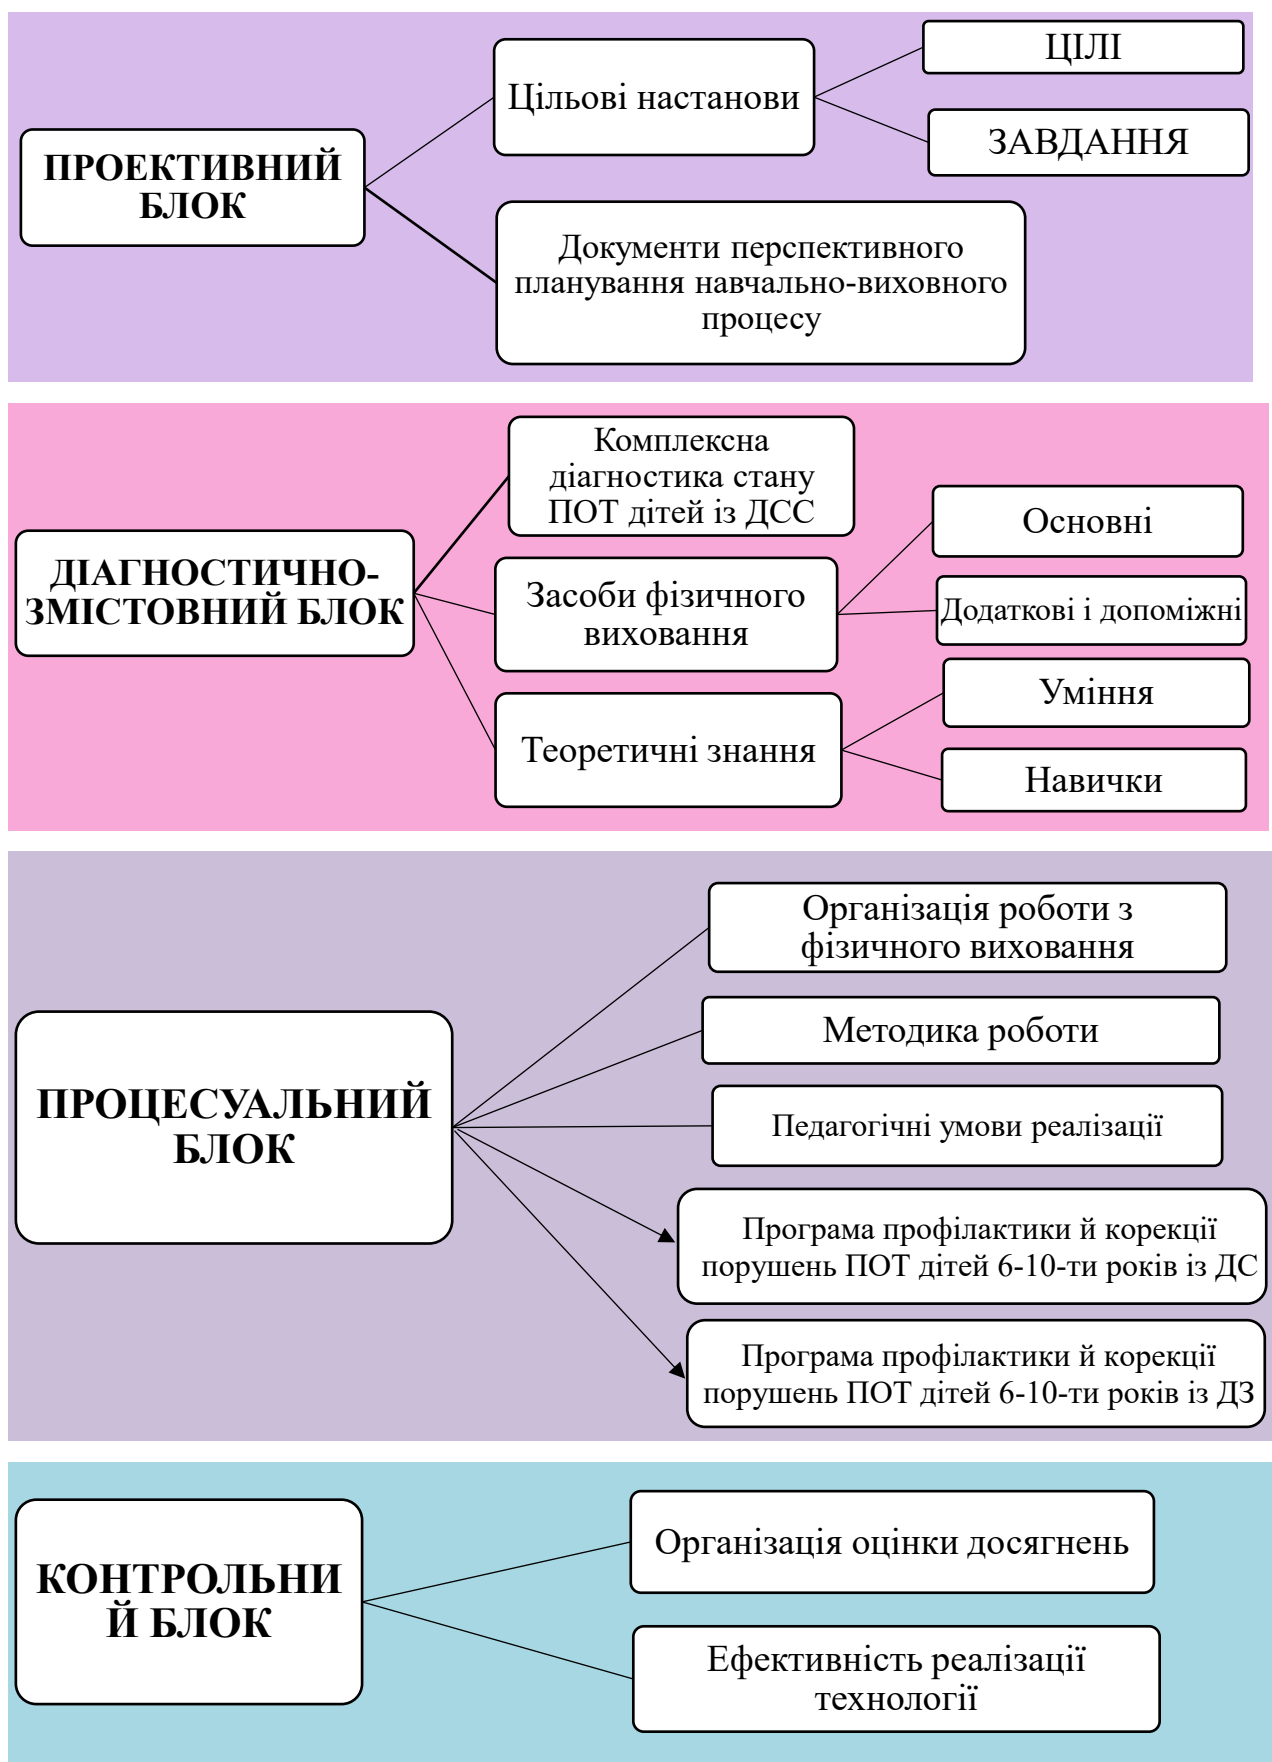 ПРОЕКТИВНИЙ
БЛОК
Цільові настанови
ЦІЛІ
ЗАВДАННЯ
Документи перспективного
планування навчально-виховного
процесу
ДІАГНОСТИЧНО-
ЗМІСТОВНИЙ БЛОК
Комплексна
діагностика стану
ПОТ дітей із ДСС
Засоби фізичного
виховання
Основні
Додаткові і допоміжні
Теоретичні знання
Уміння
Навички
ПРОЦЕСУАЛЬНИЙ
БЛОК
Організація роботи з
фізичного виховання
Методика роботи
Педагогічні умови реалізації
Програма профілактики й корекції
порушень ПОТ дітей 6-10-ти років із ДС
Програма профілактики й корекції
порушень ПОТ дітей 6-10-ти років із ДЗ
КОНТРОЛЬНИ
Й БЛОК
Організація оцінки досягнень
Ефективність реалізації
технології